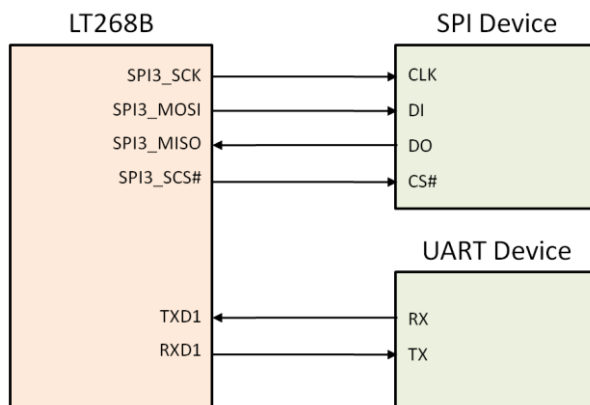 LT268B
SPI Device
SPI3_SCK
CLK
SPI3_MOSI
DI
SPI3_MISO
DO
SPI3_SCS#
CS#
UART Device
TXD1
RX
RXD1
TX